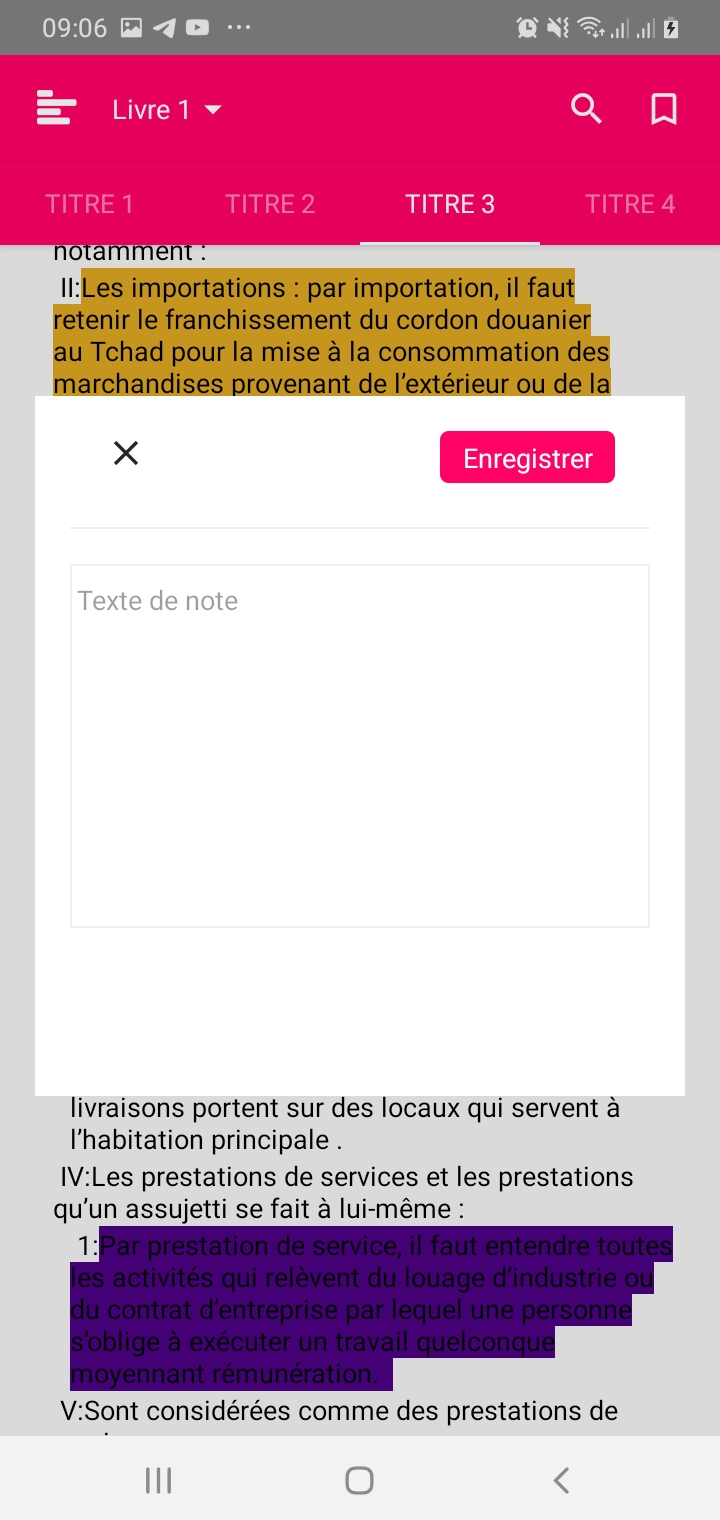 09:06
Livre 1
TITRE 1 TITRE 2 TITRE 3 TITRE 4
notamment :
II:Les importations : par importation, il faut
retenir le franchissement du cordon douanier
au Tchad pour la mise à la consommation des
marchandises provenant de l’extérieur ou de la
Enregistrer
Texte de note
livraisons portent sur des locaux qui servent à
l’habitation principale .
IV:Les prestations de services et les prestations
qu’un assujetti se fait à lui-même :
1:Par prestation de service, il faut entendre toutes
les activités qui relèvent du louage d’industrie ou
du contrat d’entreprise par lequel une personne
s’oblige à exécuter un travail quelconque
moyennant rémunération.
V:Sont considérées comme des prestations de